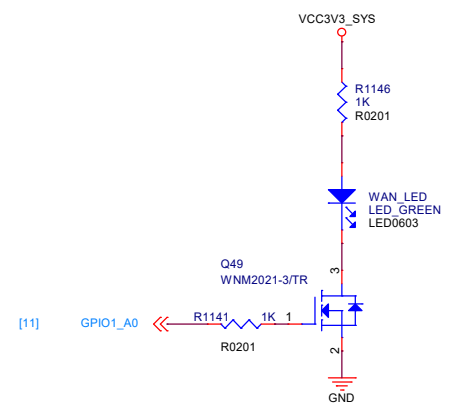 VCC3V3_SYS
R1146
1K
R0201
WAN_LED
LED_GREEN
LED0603
Q49
WNM2021-3/TR
3
[11] GPIO1_A0 R1141 1K 1
R0201
2
GND